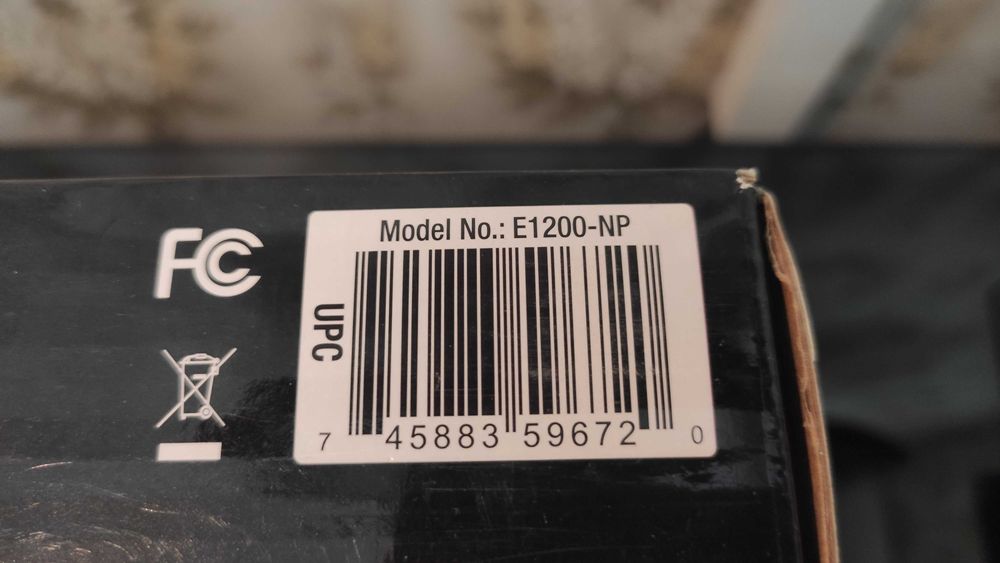 FC
Model No.: E1200-NP
UPC
7 45883 59672 0